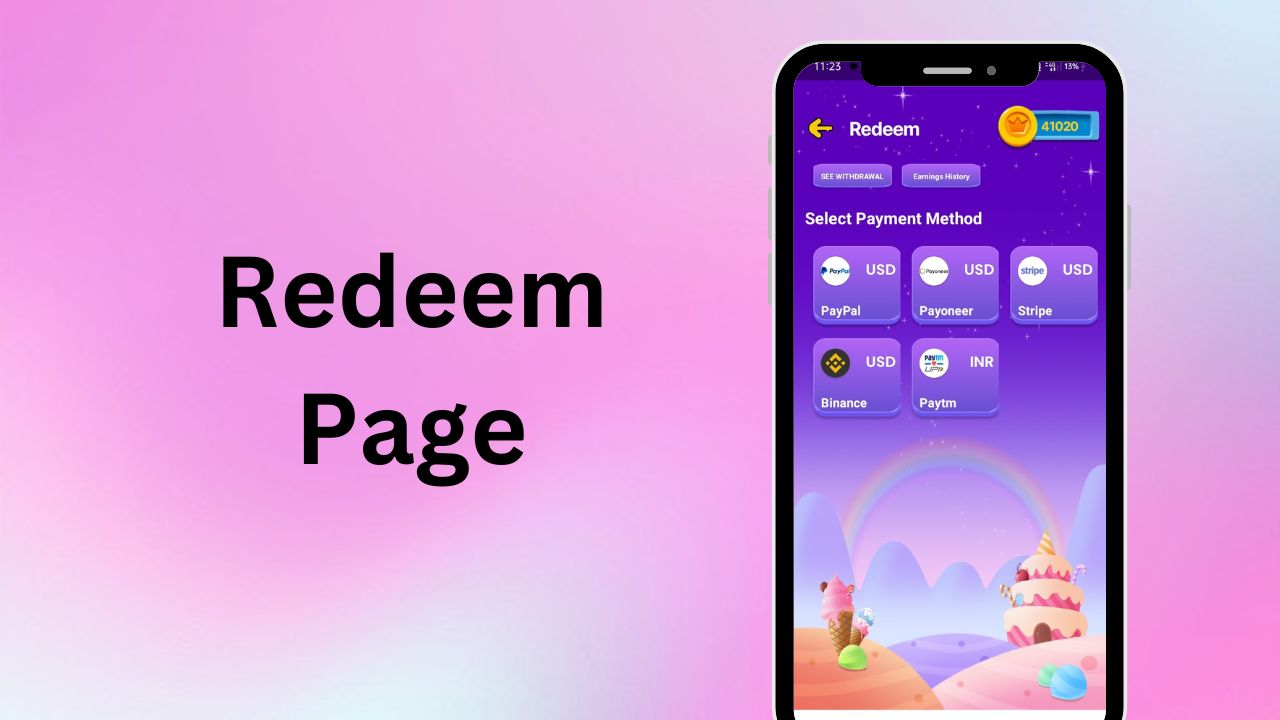 Redeem
Page
11:23
13%
Redeem
41020
SEE WITHDRAWAL
Earnings History
Select Payment Method
PayPal
USD
Payoneer
USD
stripe
USD
PayPal
Payoneer
Stripe
USD
Paytm
UPI
INR
Binance
Paytm